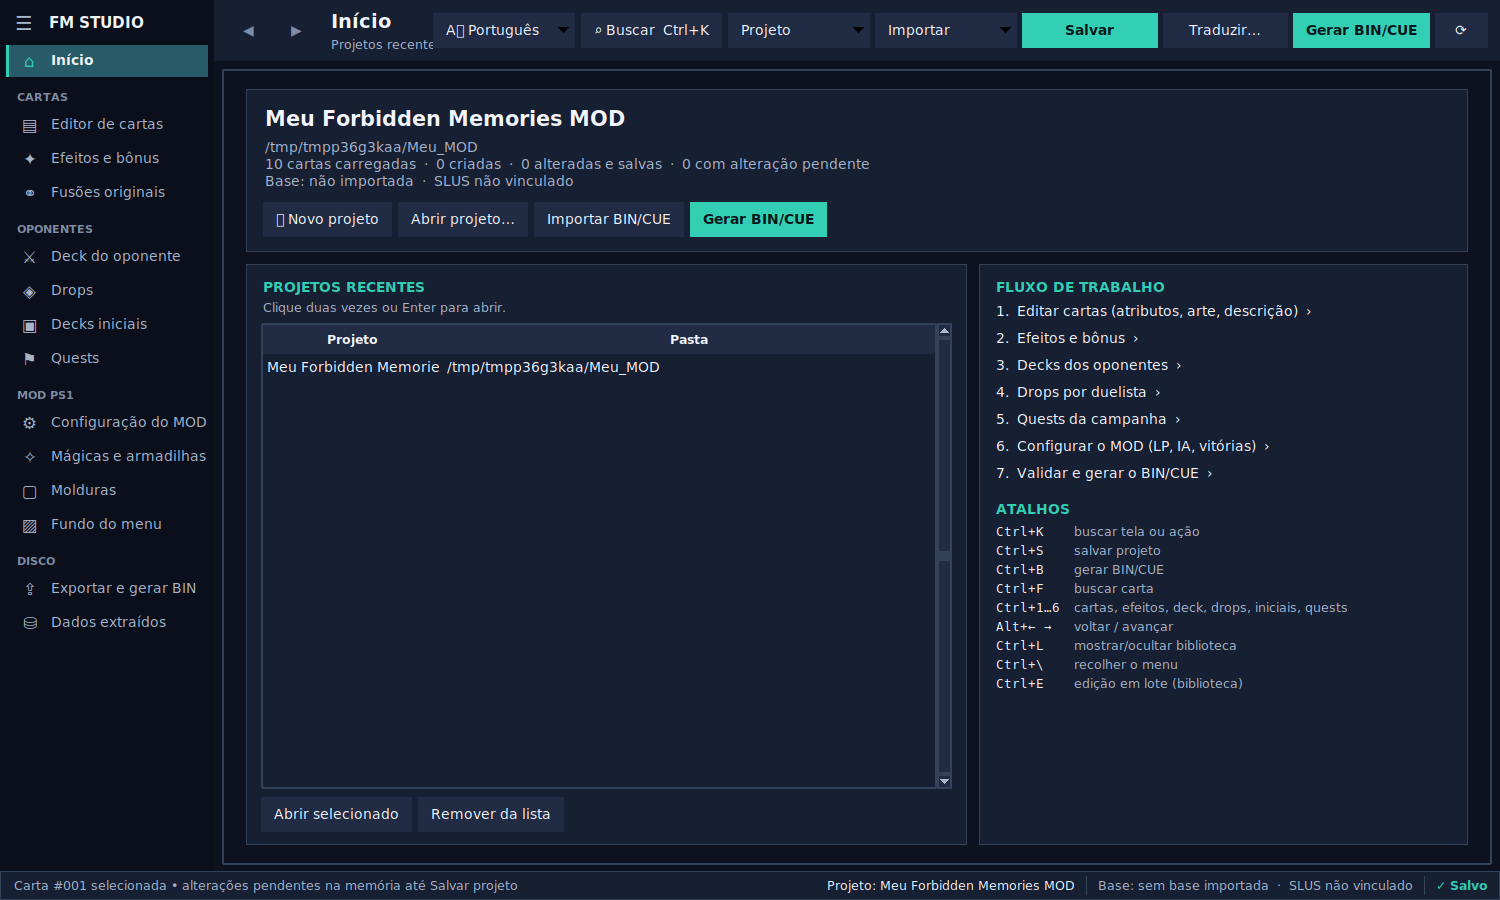 ☰ FM STUDIO
⌂ Início
CARTAS
▤ Editor de cartas
✦ Efeitos e bônus
⚭ Fusões originais
OPONENTES
⚔ Deck do oponente
◈ Drops
▣ Decks iniciais
⚑ Quests
MOD PS1
⚙ Configuração do MOD
✧ Mágicas e armadilhas
▢ Molduras
▨ Fundo do menu
DISCO
⇪ Exportar e gerar BIN
⛁ Dados extraídos
◀ ▶ Início
Projetos recente
A▯ Português
⌕ Buscar Ctrl+K
Projeto
Importar
Salvar
Traduzir...
Gerar BIN/CUE
⟳
Meu Forbidden Memories MOD
/tmp/tmpp36g3kaa/Meu_MOD
10 cartas carregadas · 0 criadas · 0 alteradas e salvas · 0 com alteração pendente
Base: não importada · SLUS não vinculado
▯ Novo projeto
Abrir projeto...
Importar BIN/CUE
Gerar BIN/CUE
PROJETOS RECENTES
Clique duas vezes ou Enter para abrir.
Projeto Pasta
Meu Forbidden Memorie /tmp/tmpp36g3kaa/Meu_MOD
Abrir selecionado
Remover da lista
FLUXO DE TRABALHO
1. Editar cartas (atributos, arte, descrição) ›
2. Efeitos e bônus ›
3. Decks dos oponentes ›
4. Drops por duelista ›
5. Quests da campanha ›
6. Configurar o MOD (LP, IA, vitórias) ›
7. Validar e gerar o BIN/CUE ›
ATALHOS
Ctrl+K buscar tela ou ação
Ctrl+S salvar projeto
Ctrl+B gerar BIN/CUE
Ctrl+F buscar carta
Ctrl+1…6 cartas, efeitos, deck, drops, iniciais, quests
Alt+← → voltar / avançar
Ctrl+L mostrar/ocultar biblioteca
Ctrl+\ recolher o menu
Ctrl+E edição em lote (biblioteca)
Carta #001 selecionada • alterações pendentes na memória até Salvar projeto
Projeto: Meu Forbidden Memories MOD
Base: sem base importada · SLUS não vinculado
✓ Salvo